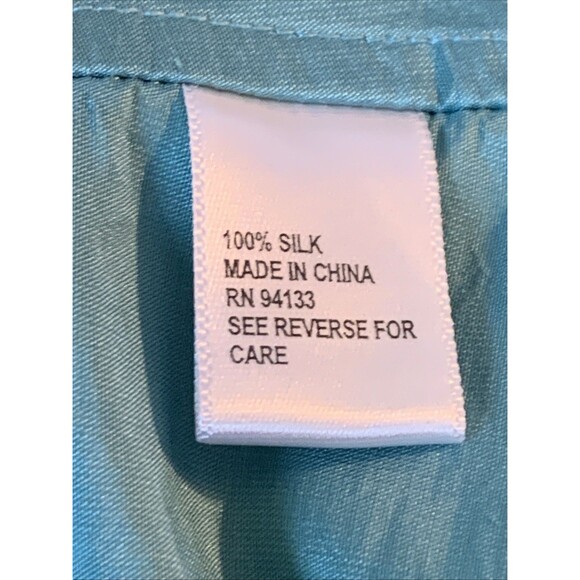 100% SILK
MADE IN CHINA
RN 94133
SEE REVERSE FOR
CARE